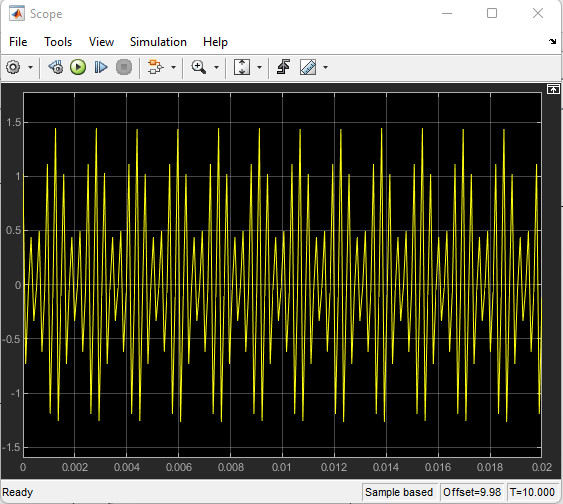 Scope
File Tools View Simulation Help
1.5
1
0.5
0
-0.5
-1
-1.5
0 0.002 0.004 0.006 0.008 0.01 0.012 0.014 0.016 0.018 0.02
Ready Sample based Offset=9.98 T=10.000